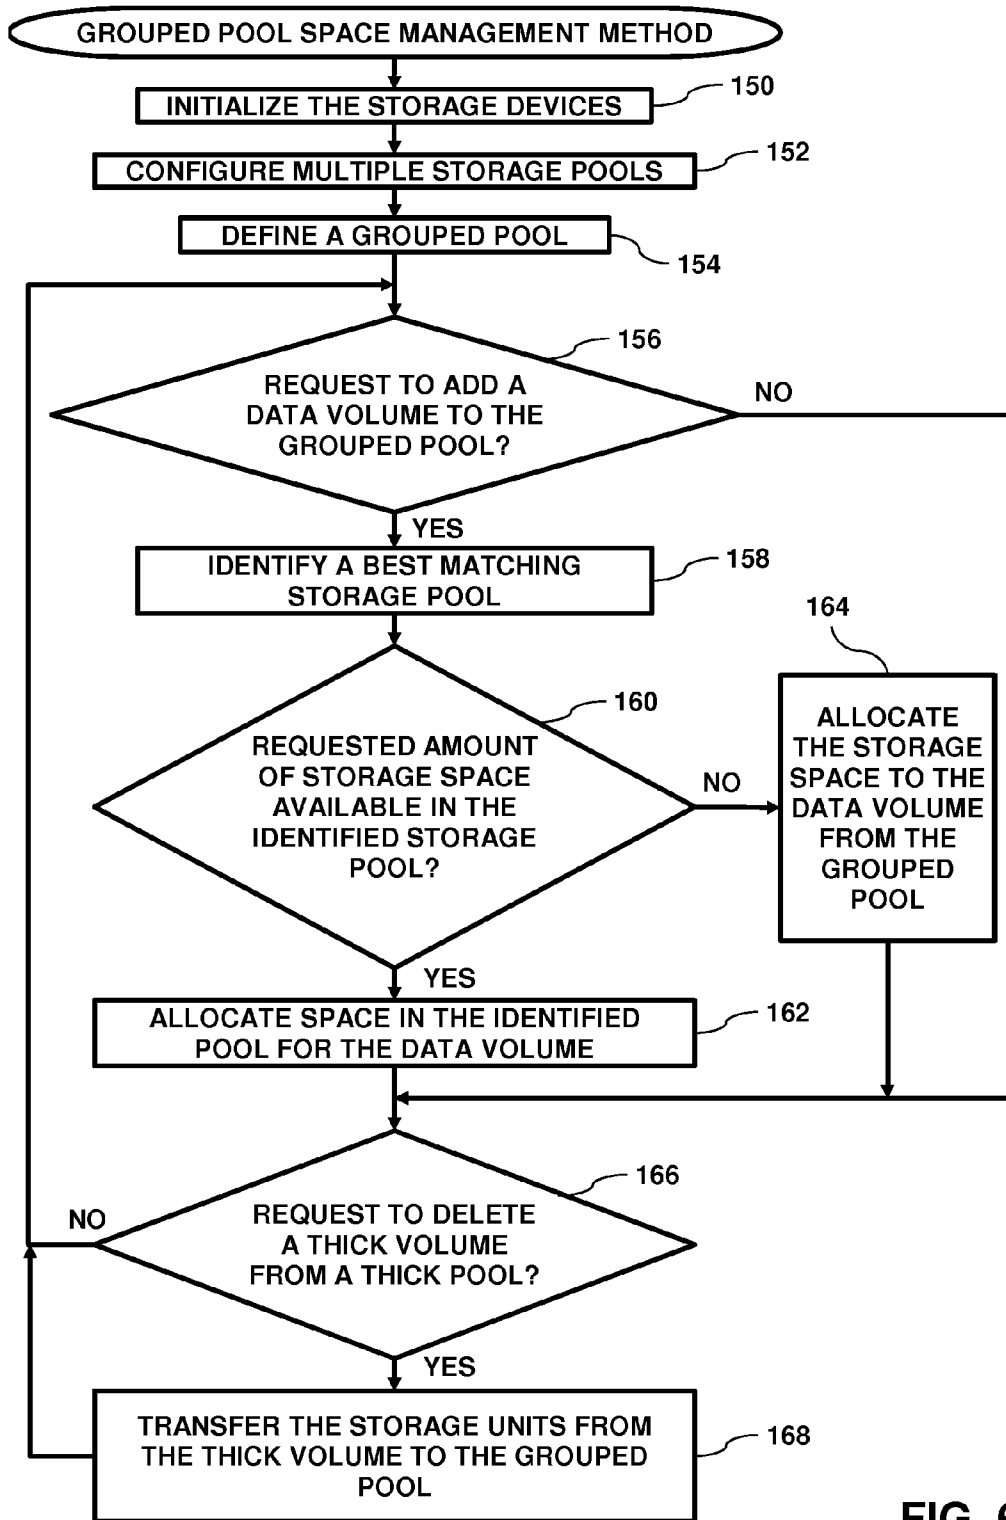 GROUPED POOL SPACE MANAGEMENT METHOD
150
INITIALIZE THE STORAGE DEVICES
152
CONFIGURE MULTIPLE STORAGE POOLS
DEFINE A GROUPED POOL
154
156
REQUEST TO ADD A
DATA VOLUME TO THE
GROUPED POOL?
NO
YES
IDENTIFY A BEST MATCHING
STORAGE POOL
158
160
REQUESTED AMOUNT
OF STORAGE SPACE
AVAILABLE IN THE
IDENTIFIED STORAGE
POOL?
NO
164
ALLOCATE
THE STORAGE
SPACE TO THE
DATA VOLUME
FROM THE
GROUPED
POOL
YES
ALLOCATE SPACE IN THE IDENTIFIED
POOL FOR THE DATA VOLUME
162
166
REQUEST TO DELETE
A THICK VOLUME
FROM A THICK POOL?
NO
YES
TRANSFER THE STORAGE UNITS FROM
THE THICK VOLUME TO THE GROUPED
POOL
168
FIG.